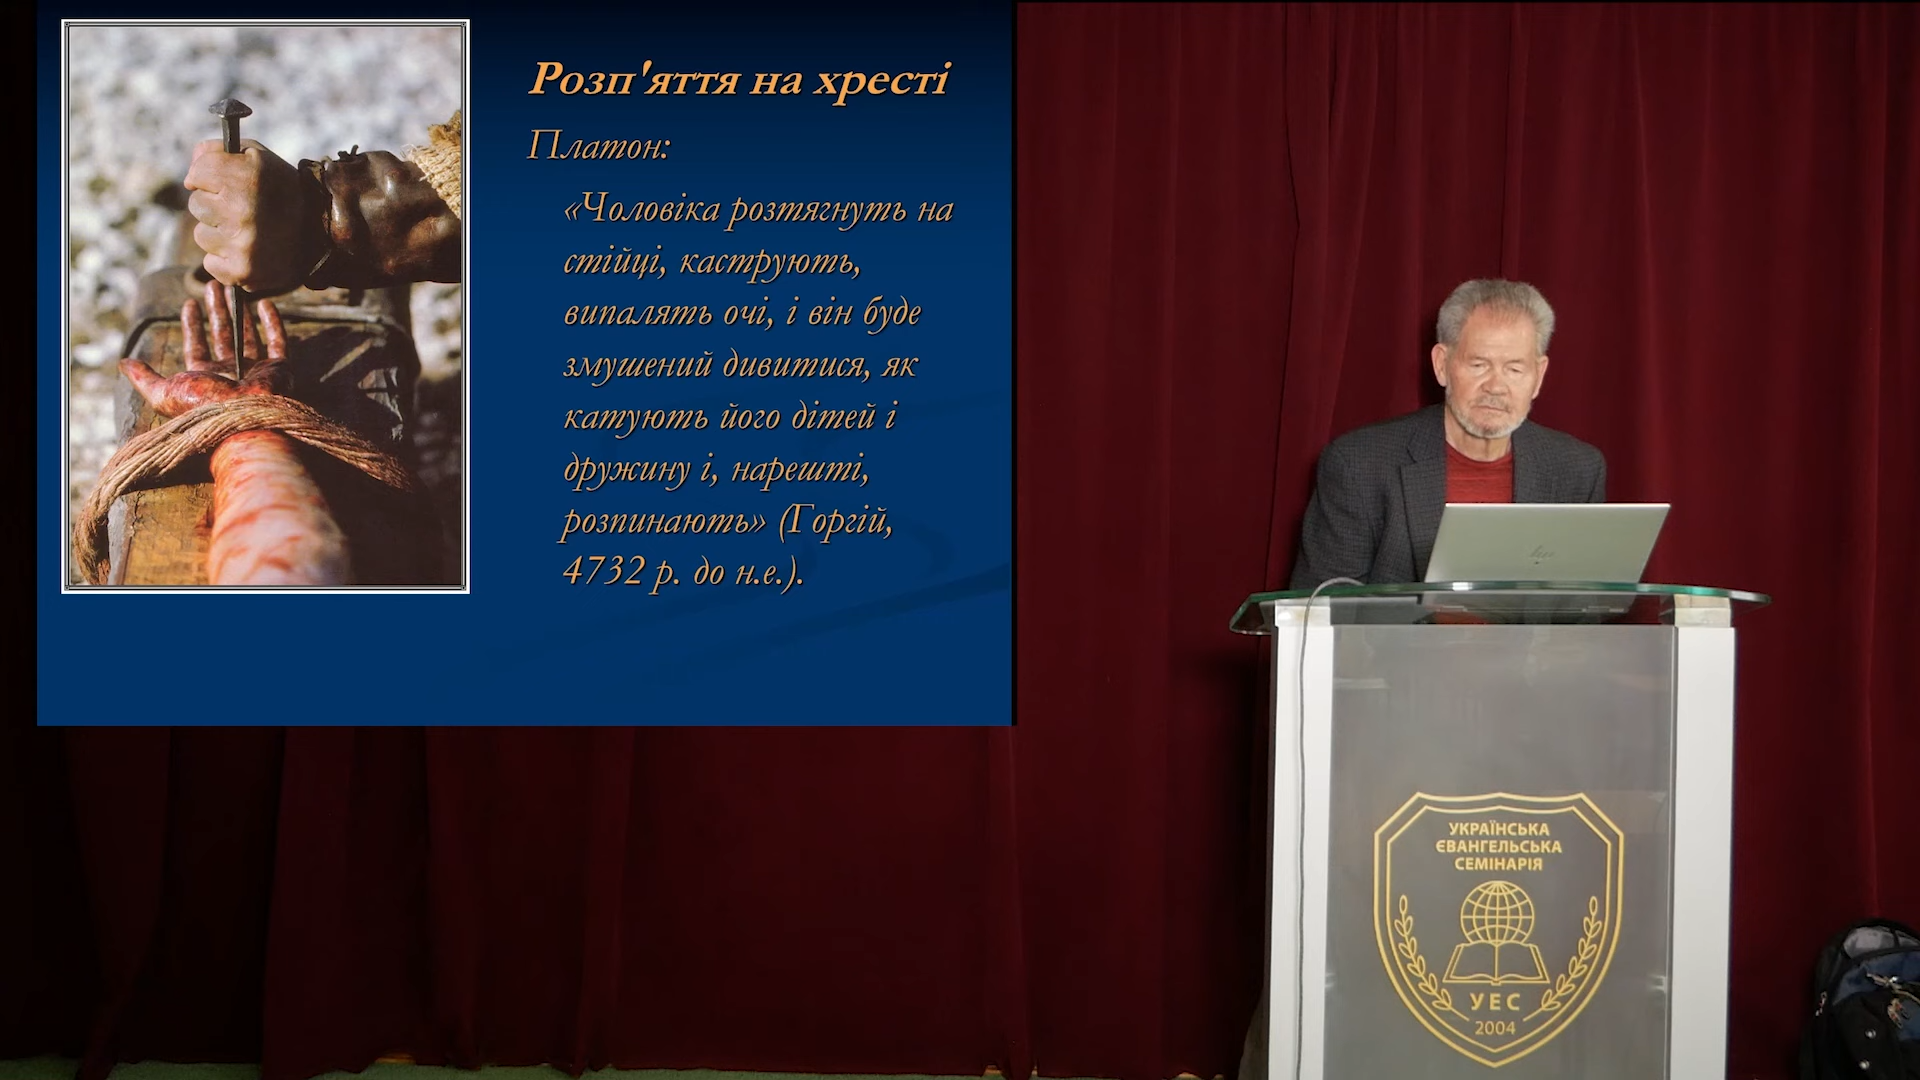 Розп'яття на хресті
Платон:
«Чоловіка розтягнуть на
стійці, каструють,
випалять очі, і він буде
змушений дивитися, як
катують його дітей і
дружину і, нарешті,
розпинають» (Горгій,
4732 р. до н.е.).
УКРАЇНСЬКА
ЄВАНГЕЛЬСЬКА
СЕМІНАРІЯ
УЕС
2004